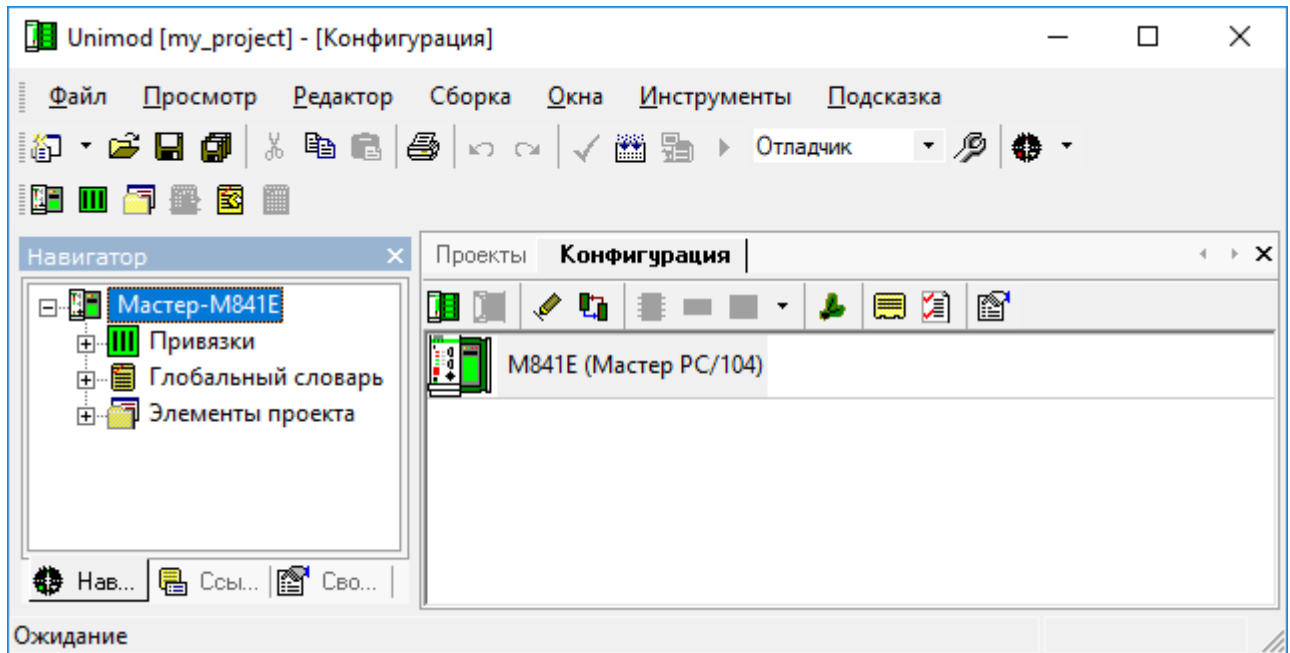 Unimod [my_project] - [Конфигурация]
Файл Просмотр Редактор Сборка Окна Инструменты Подсказка
Отладчик
Навигатор
Проекты Конфигурация
Мастер-M841E
Привязки
Глобальный словарь
Элементы проекта
M841E (Мастер PC/104)
Нав... Ссы... Сво...
Ожидание